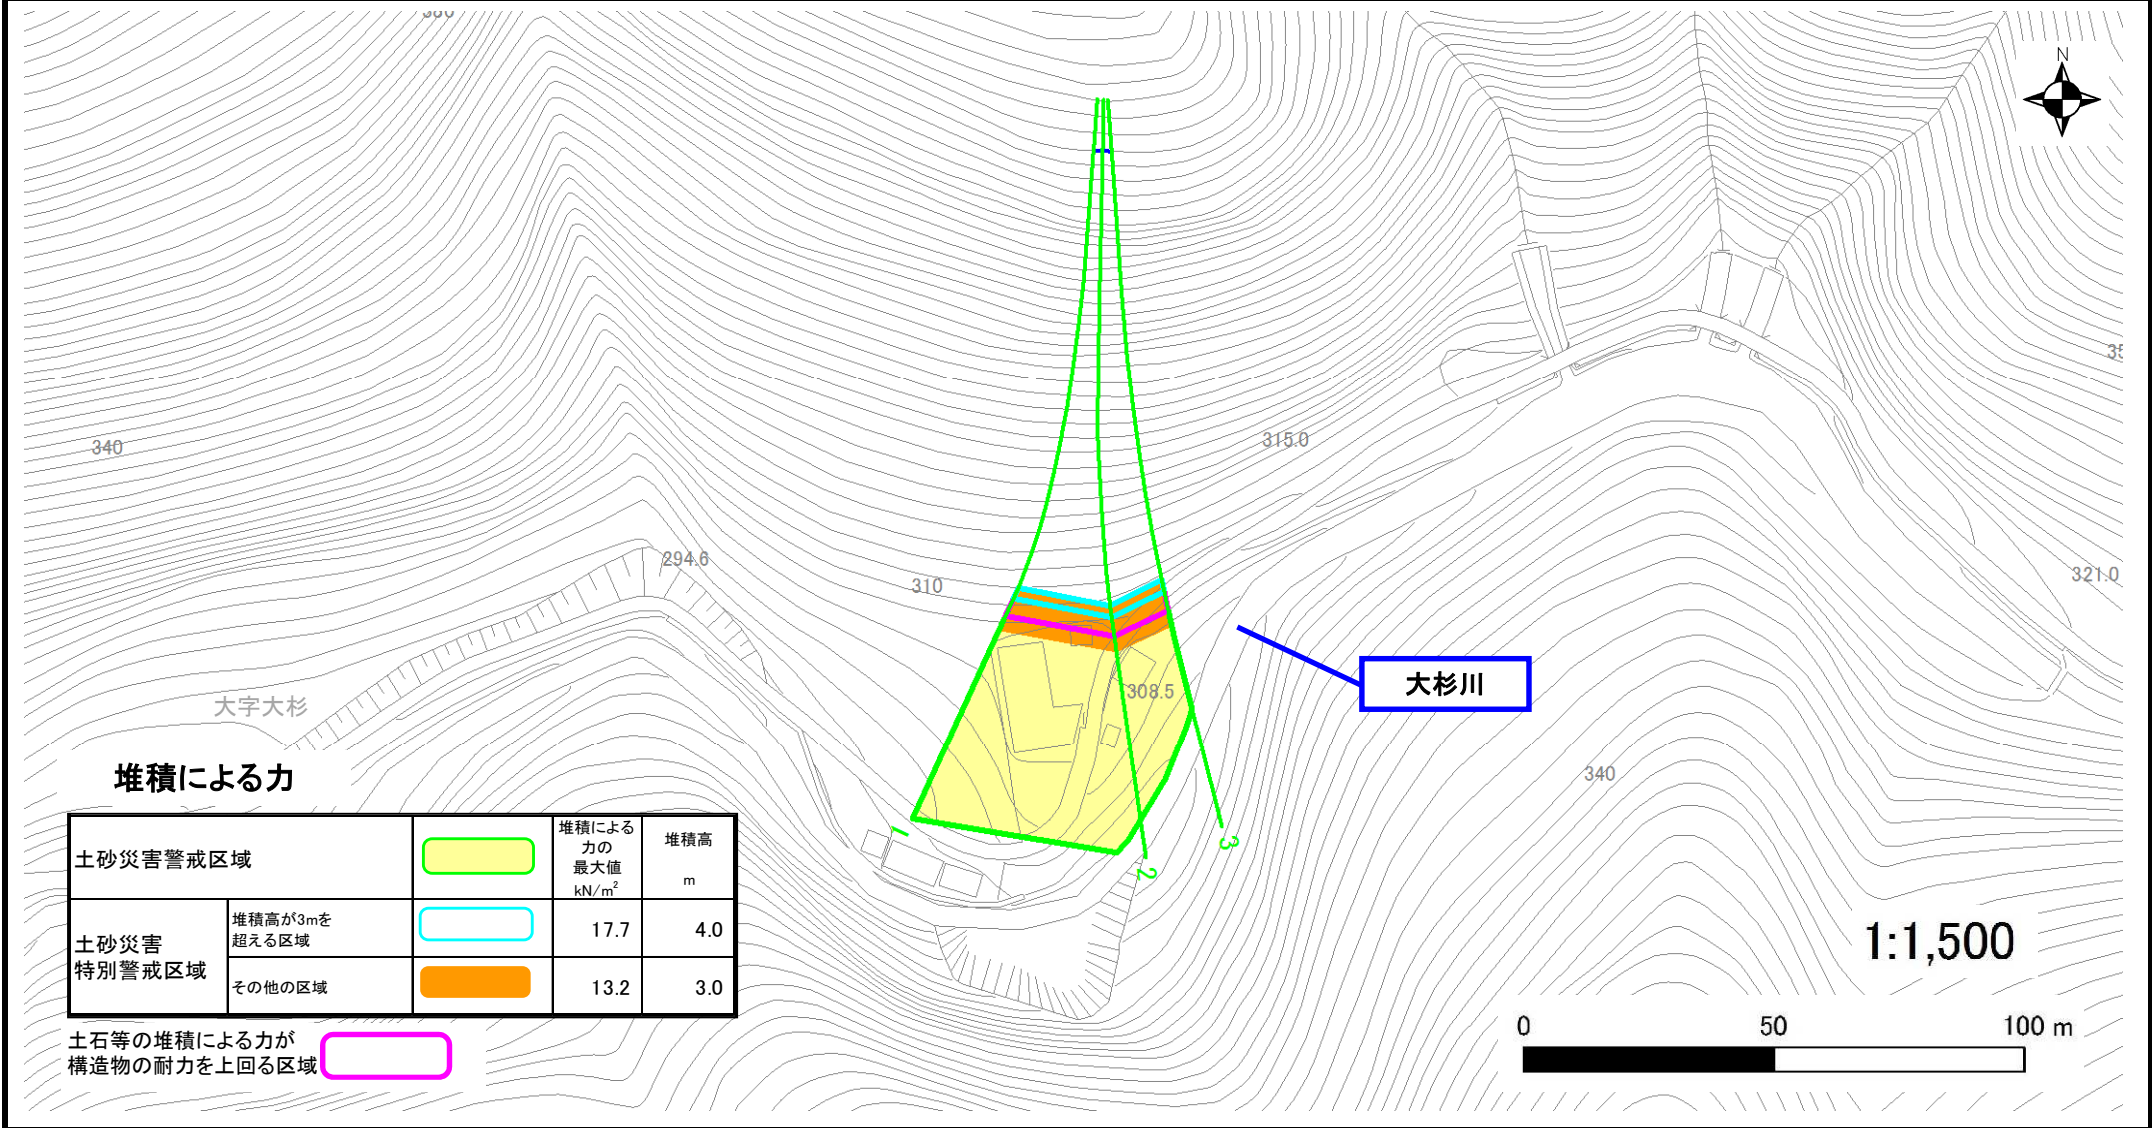 380
N
340
315.0
35
294.6
310
321.0
308.5
大杉川
大字大杉
340
1
2
3
堆積による力
土砂災害警戒区域
堆積による
力の
最大値
kN/m²
堆積高
m
土砂災害
特別警戒区域
堆積高が3mを
超える区域
17.7
4.0
その他の区域
13.2
3.0
土石等の堆積による力が
構造物の耐力を上回る区域
1:1,500
0
50
100 m